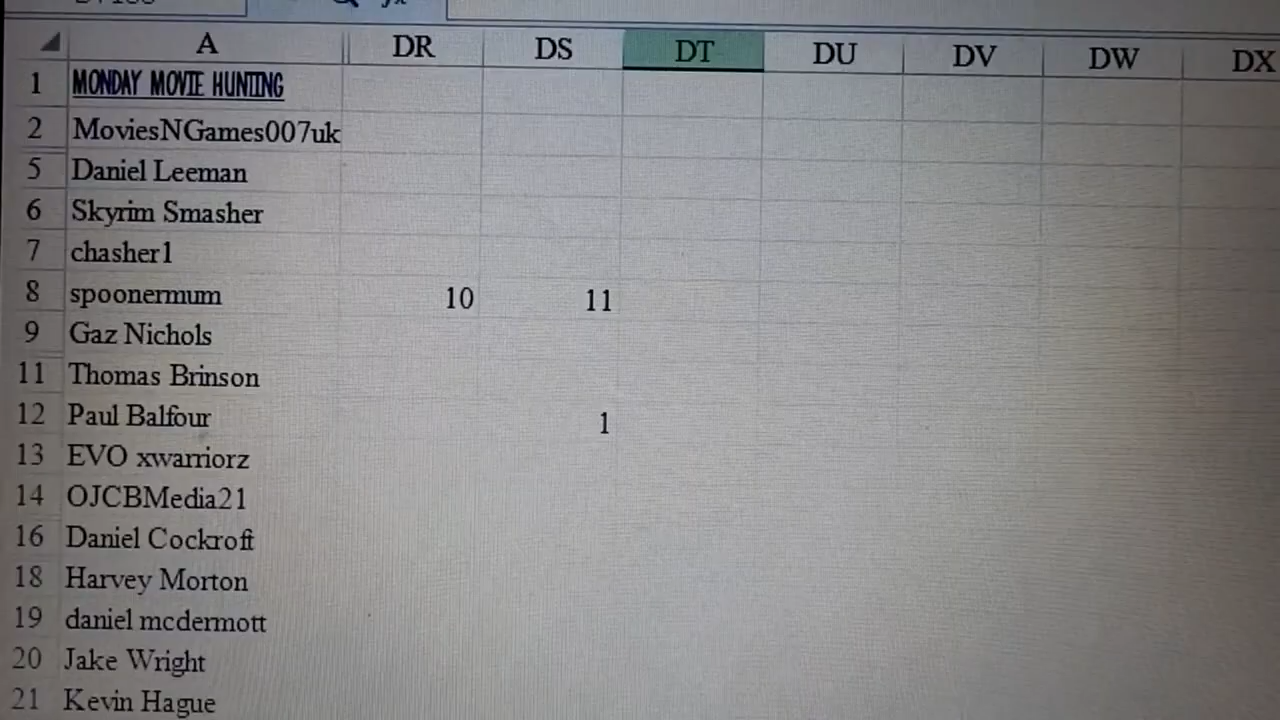 A DR DS DT DU DV DW DX
1 MONDAY MOVIE HUNTING
2 MoviesNGames007uk
5 Daniel Leeman
6 Skyrim Smasher
7 chasher1
8 spoonermum 10 11
9 Gaz Nichols
11 Thomas Brinson
12 Paul Balfour 1
13 EVO xwarriorz
14 OJCBMedia21
16 Daniel Cockroft
18 Harvey Morton
19 daniel mcdermott
20 Jake Wright
21 Kevin Hague